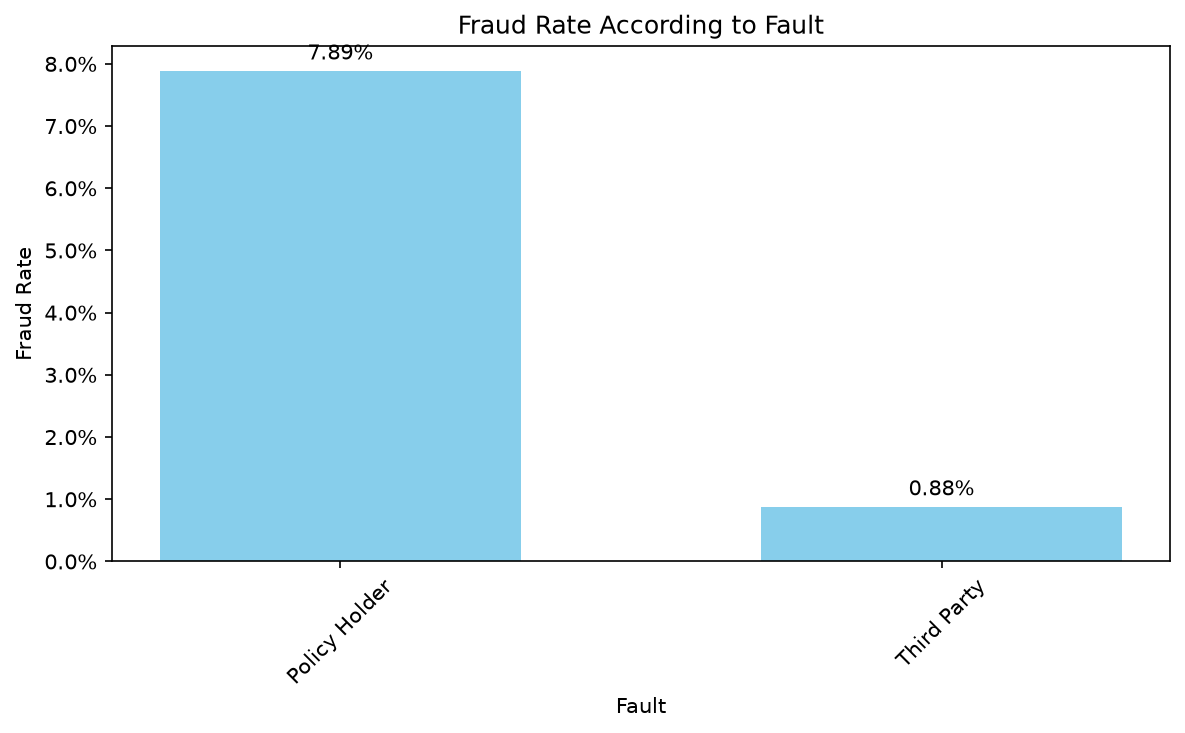 Fraud Rate According to Fault
7.89%
8.0%
7.0%
6.0%
5.0%
4.0%
3.0%
2.0%
1.0%
0.0%
Fraud Rate
0.88%
Policy Holder
Third Party
Fault